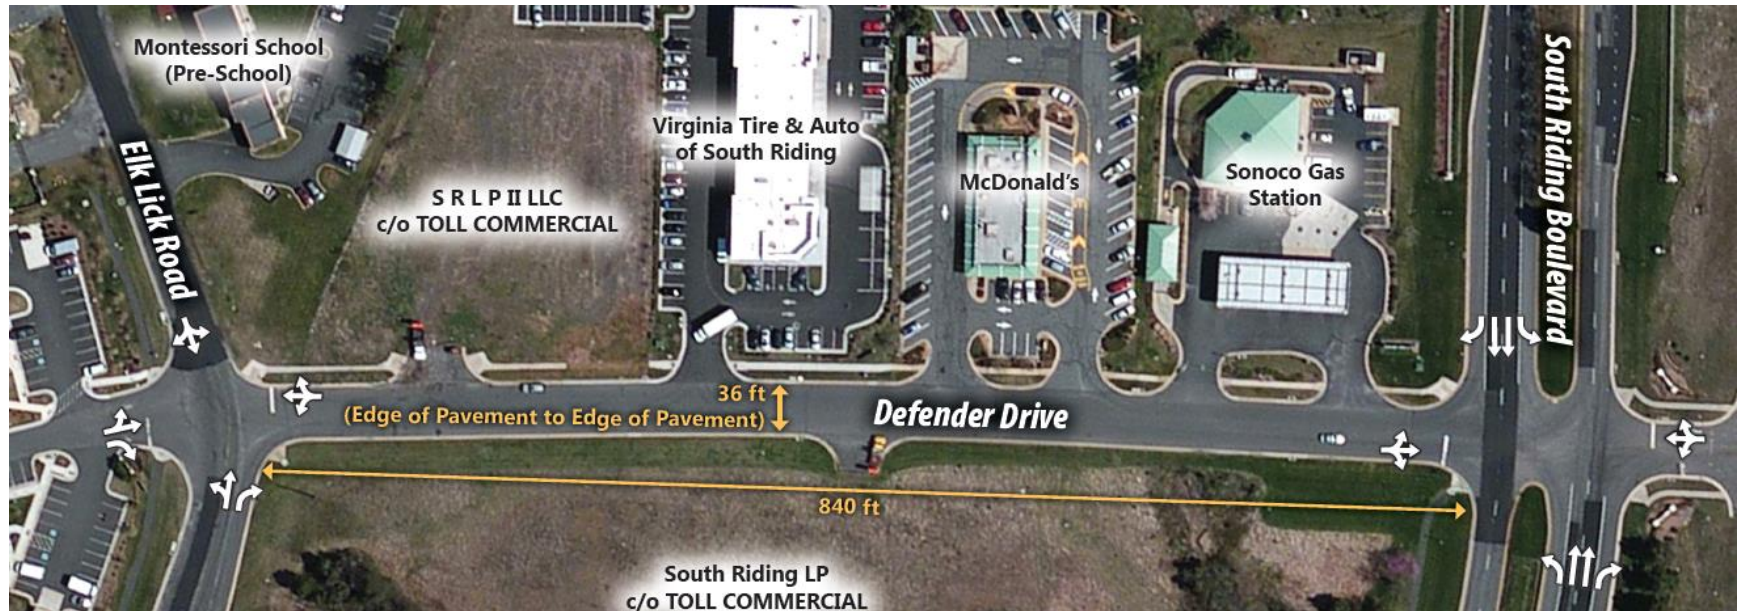 Montessori School
(Pre-School)
Elk Lick Road
S R L P II LLC
c/o TOLL COMMERCIAL
Virginia Tire & Auto
of South Riding
McDonald's
Sonoco Gas
Station
South Riding Boulevard
36 ft
(Edge of Pavement to Edge of Pavement)
Defender Drive
840 ft
South Riding LP
c/o TOLL COMMERCIAL